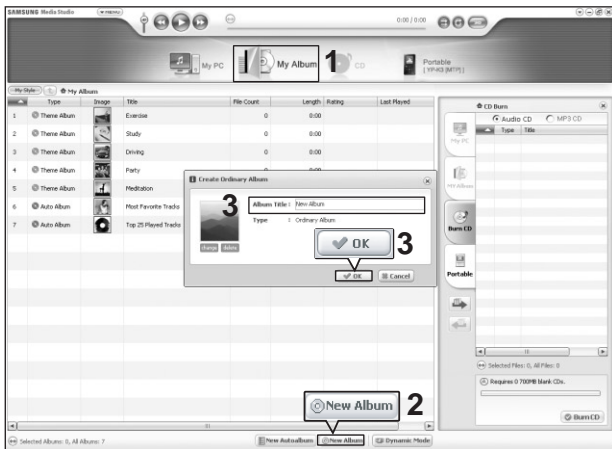 SAMSUNG Media Studio
MENU
0:00 / 0:00
My PC
My Album
1
CD
Portable
[ YP-K3 (MTP) ]
My Style
My Album
Type Image Title File Count Length Rating Last Played
1 Theme Album Exercise 0 0:00
2 Theme Album Study 0 0:00
3 Theme Album Driving 0 0:00
4 Theme Album Party 0 0:00
5 Theme Album Meditation
6 Auto Album Most Favorite Tracks
7 Auto Album Top 25 Played Tracks
Create Ordinary Album
3
Album Title : New Album
Type : Ordinary Album
change delete
OK
3
OK Cancel
New Album
2
Selected Albums: 0, All Albums: 7
New Autoalbum New Album Dynamic Mode
CD Burn
Audio CD MP3 CD
Type Title
My PC
My Album
Burn CD
Portable
Selected Files: 0, All Files: 0
Requires 0 700MB blank CDs.
Burn CD